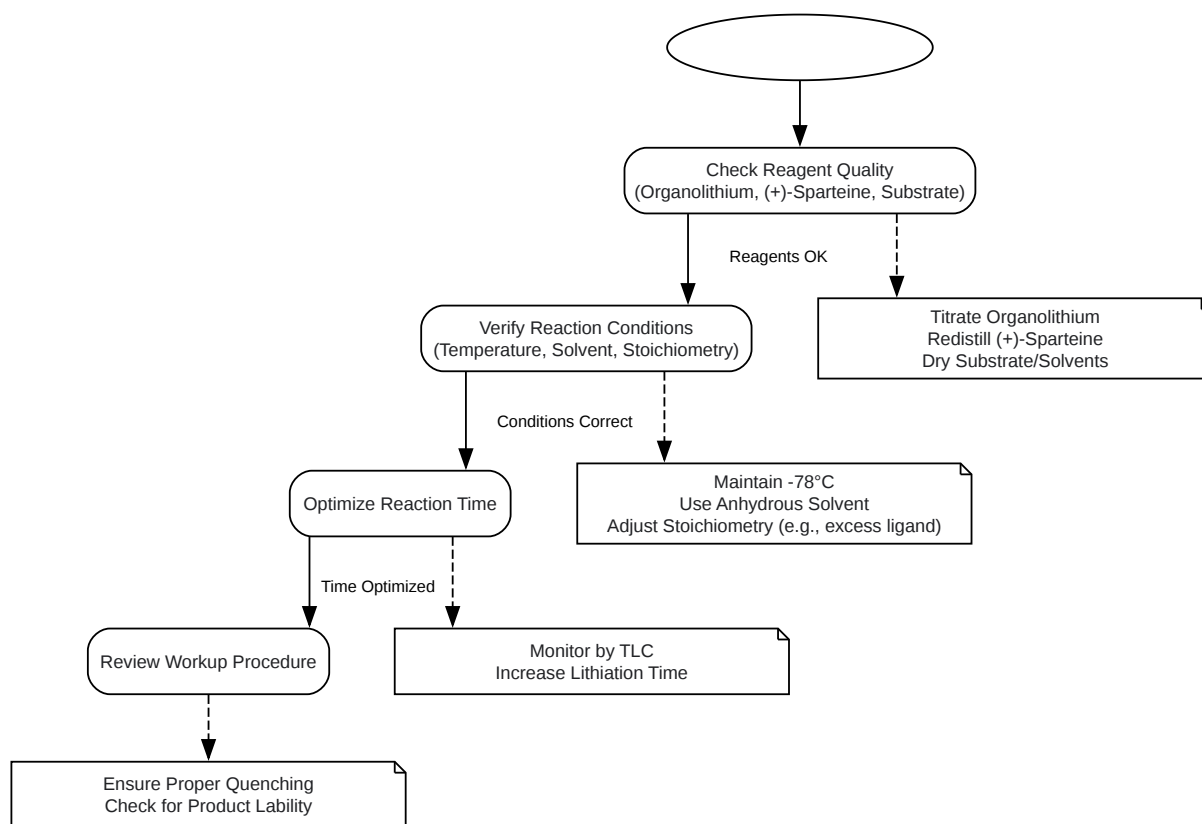 Check Reagent Quality
(Organolithium, (+)-Sparteine, Substrate)
Reagents OK
Titrate Organolithium
Redistill (+)-Sparteine
Dry Substrate/Solvents
Verify Reaction Conditions
(Temperature, Solvent, Stoichiometry)
Conditions Correct
Maintain -78°C
Use Anhydrous Solvent
Adjust Stoichiometry (e.g., excess ligand)
Optimize Reaction Time
Time Optimized
Monitor by TLC
Increase Lithiation Time
Review Workup Procedure
Ensure Proper Quenching
Check for Product Lability